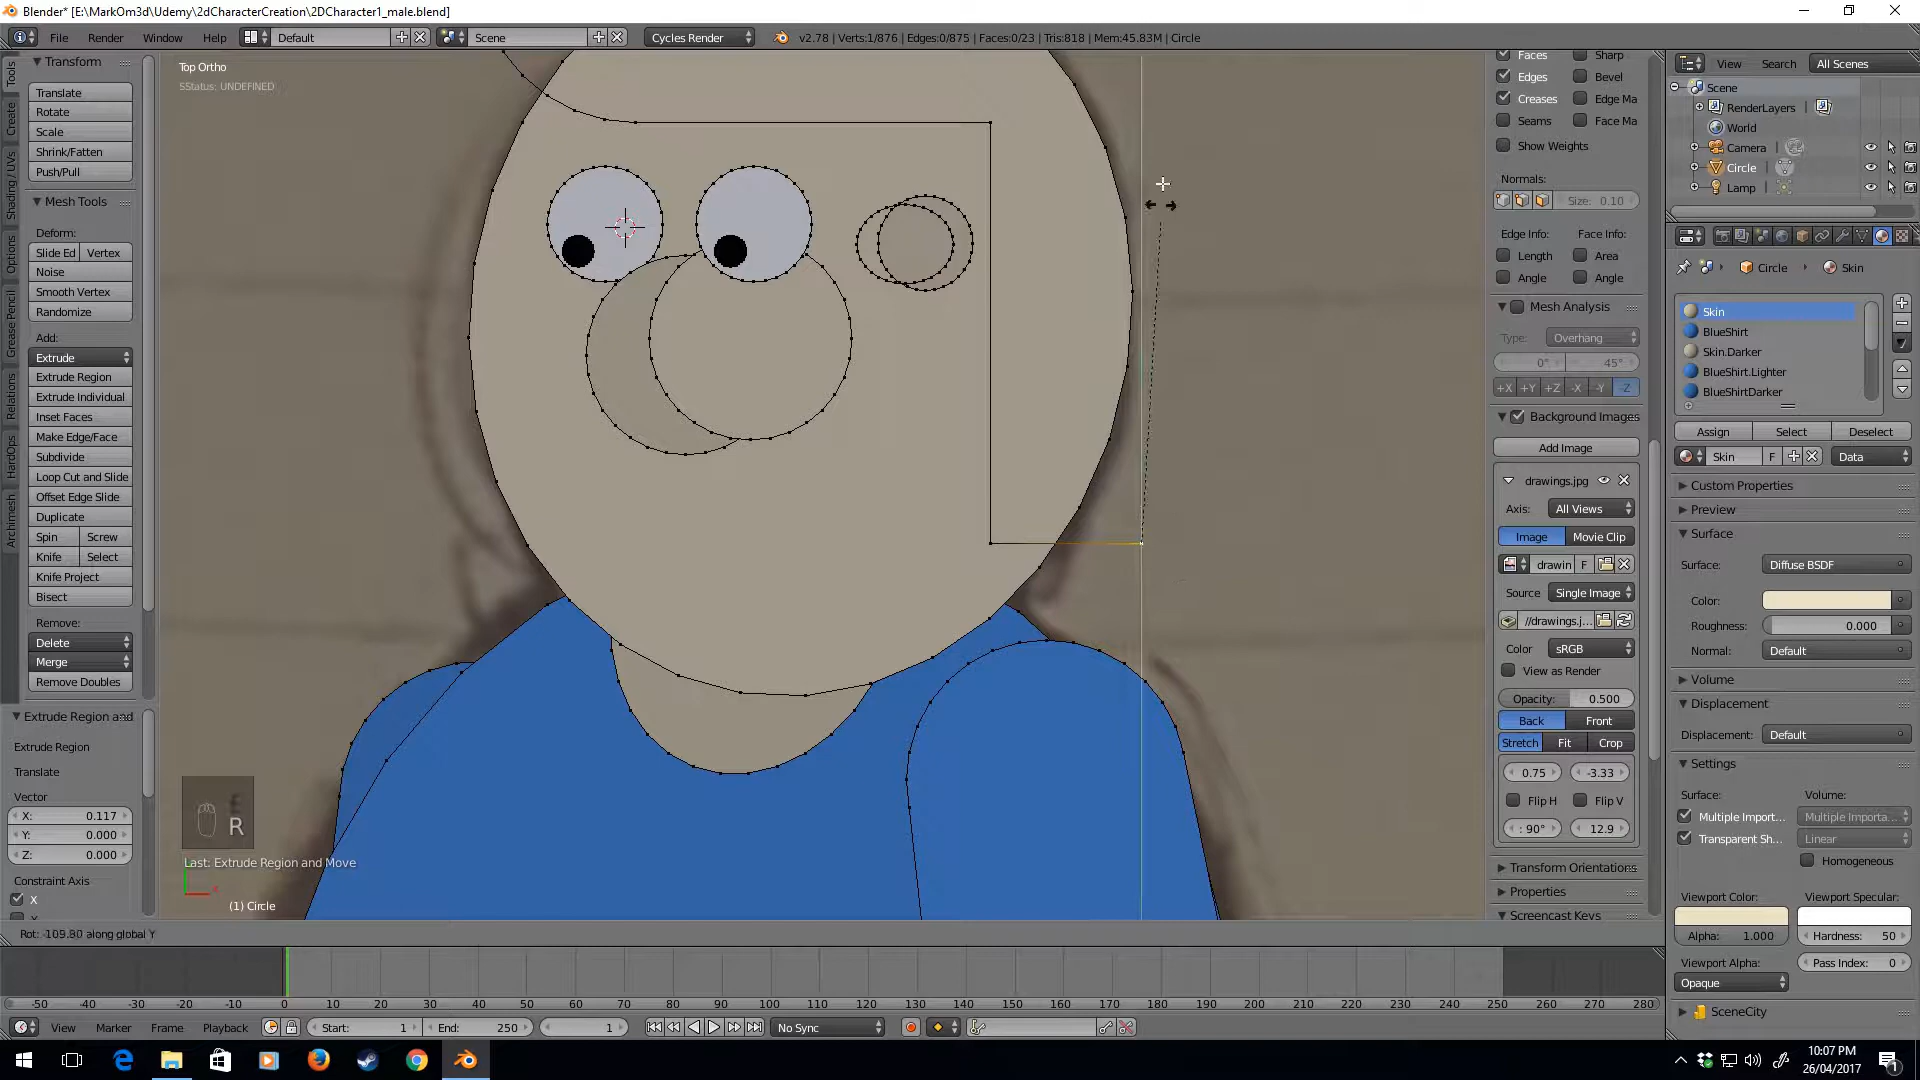 Blender* [E:\MarkOm3d\Udemy\2dCharacterCreation\2DCharacter1_male.blend]
File Render Window Help Default Scene Cycles Render v2.78 | Verts:1/876 | Edges:0/875 | Faces:0/23 | Tris:818 | Mem:45.83M | Circle
Tools
Create
Shading / UVs
Options
Grease Pencil
Relations
HardOps
Archimesh
Transform
Translate
Rotate
Scale
Shrink/Fatten
Push/Pull
Mesh Tools
Deform:
Slide Ed Vertex
Noise
Smooth Vertex
Randomize
Add:
Extrude
Extrude Region
Extrude Individual
Inset Faces
Make Edge/Face
Subdivide
Loop Cut and Slide
Offset Edge Slide
Duplicate
Spin Screw
Knife Select
Knife Project
Bisect
Remove:
Delete
Merge
Remove Doubles
Extrude Region and
Extrude Region
Translate
Vector
X: 0.117
Y: 0.000
Z: 0.000
Constraint Axis
X
Top Ortho
SStatus: UNDEFINED
R
Last: Extrude Region and Move
(1) Circle
Faces Sharp
Edges Bevel
Creases Edge Ma
Seams Face Ma
Show Weights
Normals:
Size: 0.10
Edge Info: Face Info:
Length Area
Angle Angle
Mesh Analysis
Type: Overhang
0° 45°
+X +Y +Z -X -Y -Z
Background Images
Add Image
drawings.jpg
Axis: All Views
Image Movie Clip
drawin F
Source Single Image
//drawings.j...
Color sRGB
View as Render
Opacity: 0.500
Back Front
Stretch Fit Crop
0.75 -3.33
Flip H Flip V
: 90° 12.9
Transform Orientations
Properties
Screencast Keys
View Search All Scenes
Scene
RenderLayers
World
Camera
Circle
Lamp
Circle Skin
Skin
BlueShirt
Skin.Darker
BlueShirt.Lighter
BlueShirtDarker
Assign Select Deselect
Skin F Data
Custom Properties
Preview
Surface
Surface: Diffuse BSDF
Color:
Roughness: 0.000
Normal: Default
Volume
Displacement
Displacement: Default
Settings
Surface: Volume:
Multiple Import... Multiple Importa...
Transparent Sh... Linear
Homogeneous
Viewport Color: Viewport Specular:
Alpha: 1.000 Hardness: 50
Viewport Alpha: Pass Index: 0
Opaque
SceneCity
along global Y
-50 -40 -30 -20 -10 0 10 20 30 40 50 60 70 80 90 100 110 120 130 140 150 160 170 180 190 200 210 220 230 240 250 260 270 280
View Marker Frame Playback Start: 1 End: 250 1 No Sync
10:07 PM
26/04/2017
1